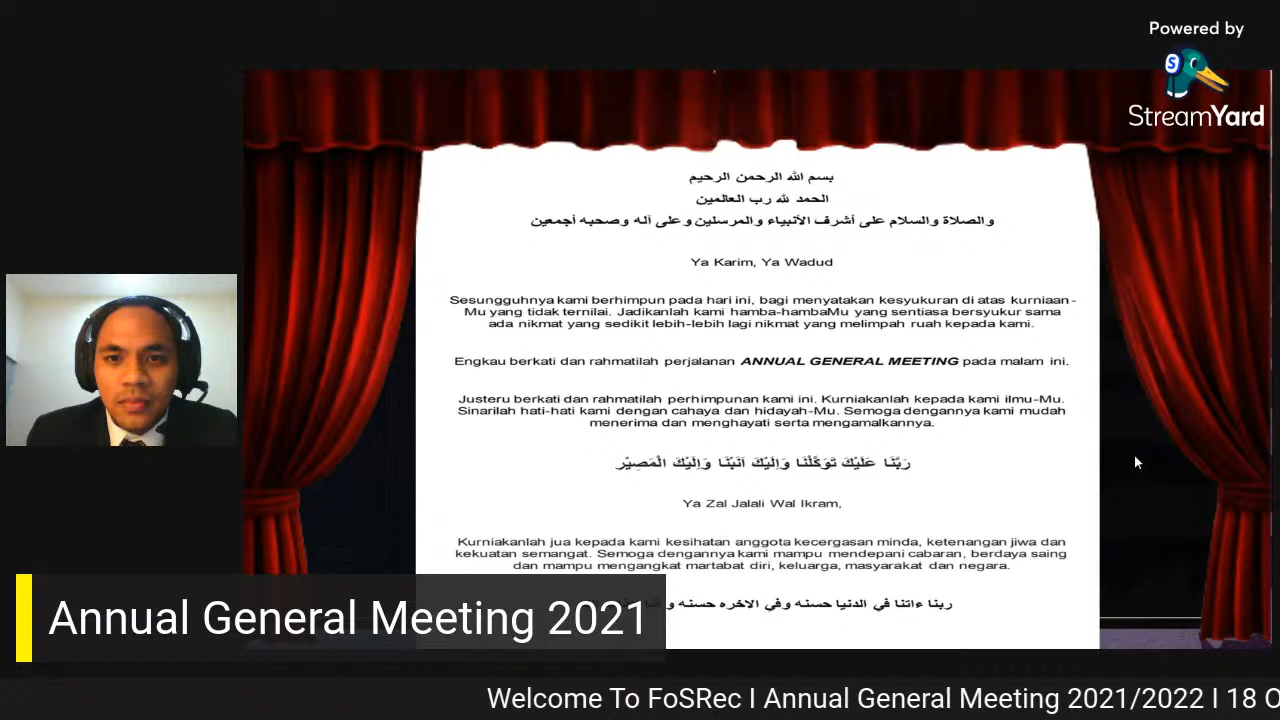 Powered by
StreamYard
بسم الله الرحمن الرحيم
الحمد لله رب العالمين
والصلاة والسلام على أشرف الأنبياء والمرسلين وعلى آله وصحبه أجمعين
Ya Karim, Ya Wadud
Sesungguhnya kami berhimpun pada hari ini, bagi menyatakan kesyukuran di atas kurniaan-
Mu yang tidak ternilai. Jadikanlah kami hamba-hambaMu yang sentiasa bersyukur sama
ada nikmat yang sedikit lebih-lebih lagi nikmat yang melimpah ruah kepada kami.
Engkau berkati dan rahmatilah perjalanan ANNUAL GENERAL MEETING pada malam ini.
Justeru berkati dan rahmatilah perhimpunan kami ini. Kurniakanlah kepada kami ilmu-Mu.
Sinarilah hati-hati kami dengan cahaya dan hidayah-Mu. Semoga dengannya kami mudah
menerima dan menghayati serta mengamalkannya.
رَبَّنَا عَلَيْكَ تَوَكَّلْنَا وَإِلَيْكَ أَنَبْنَا وَإِلَيْكَ الْمَصِيْر
Ya Zal Jalali Wal Ikram,
Kurniakanlah jua kepada kami kesihatan anggota kecergasan minda, ketenangan jiwa dan
kekuatan semangat. Semoga dengannya kami mampu mendepani cabaran, berdaya saing
dan mampu mengangkat martabat diri, keluarga, masyarakat dan negara.
ربنا ءاتنا في الدنيا حسنه وفي الاخره حسنه و
Annual General Meeting 2021
Welcome To FoSRec I Annual General Meeting 2021/2022 I 18 O